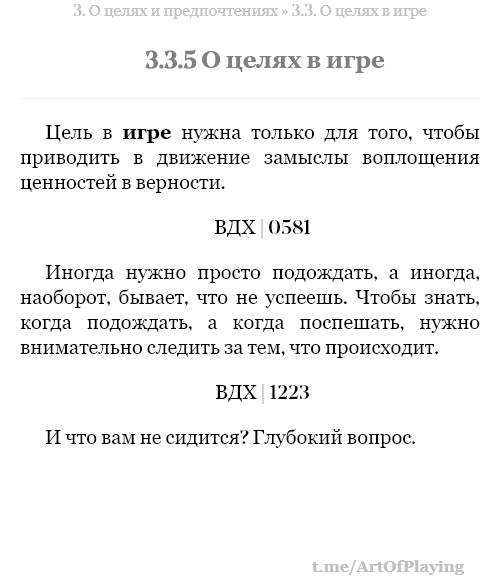 3. О целях и предпочтениях » 3.3. О целях в игре
3.3.5 О целях в игре
Цель в игре нужна только для того, чтобы
приводить в движение замыслы воплощения
ценностей в верности.
ВДХ | 0581
Иногда нужно просто подождать, а иногда,
наоборот, бывает, что не успеешь. Чтобы знать,
когда подождать, а когда поспешать, нужно
внимательно следить за тем, что происходит.
ВДХ | 1223
И что вам не сидится? Глубокий вопрос.
t.me/ArtOfPlaying